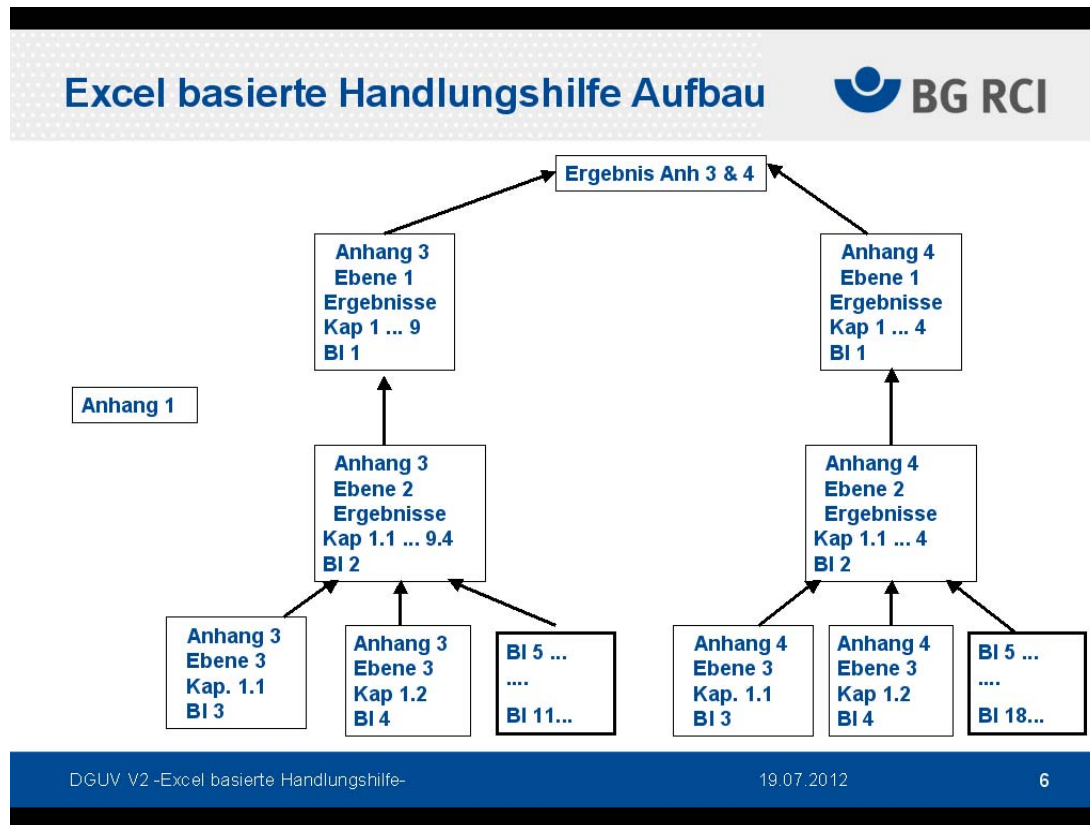 Excel basierte Handlungshilfe Aufbau
BG RCI
Ergebnis Anh 3 & 4
Anhang 3
Ebene 1
Ergebnisse
Kap 1 ... 9
Bl 1
Anhang 4
Ebene 1
Ergebnisse
Kap 1 ... 4
Bl 1
Anhang 1
Anhang 3
Ebene 2
Ergebnisse
Kap 1.1 ... 9.4
Bl 2
Anhang 4
Ebene 2
Ergebnisse
Kap 1.1 ... 4
Bl 2
Anhang 3
Ebene 3
Kap. 1.1
Bl 3
Anhang 3
Ebene 3
Kap 1.2
Bl 4
Bl 5 ...
....
Bl 11...
Anhang 4
Ebene 3
Kap. 1.1
Bl 3
Anhang 4
Ebene 3
Kap 1.2
Bl 4
Bl 5 ...
....
Bl 18...
DGUV V2 -Excel basierte Handlungshilfe-
19.07.2012
6